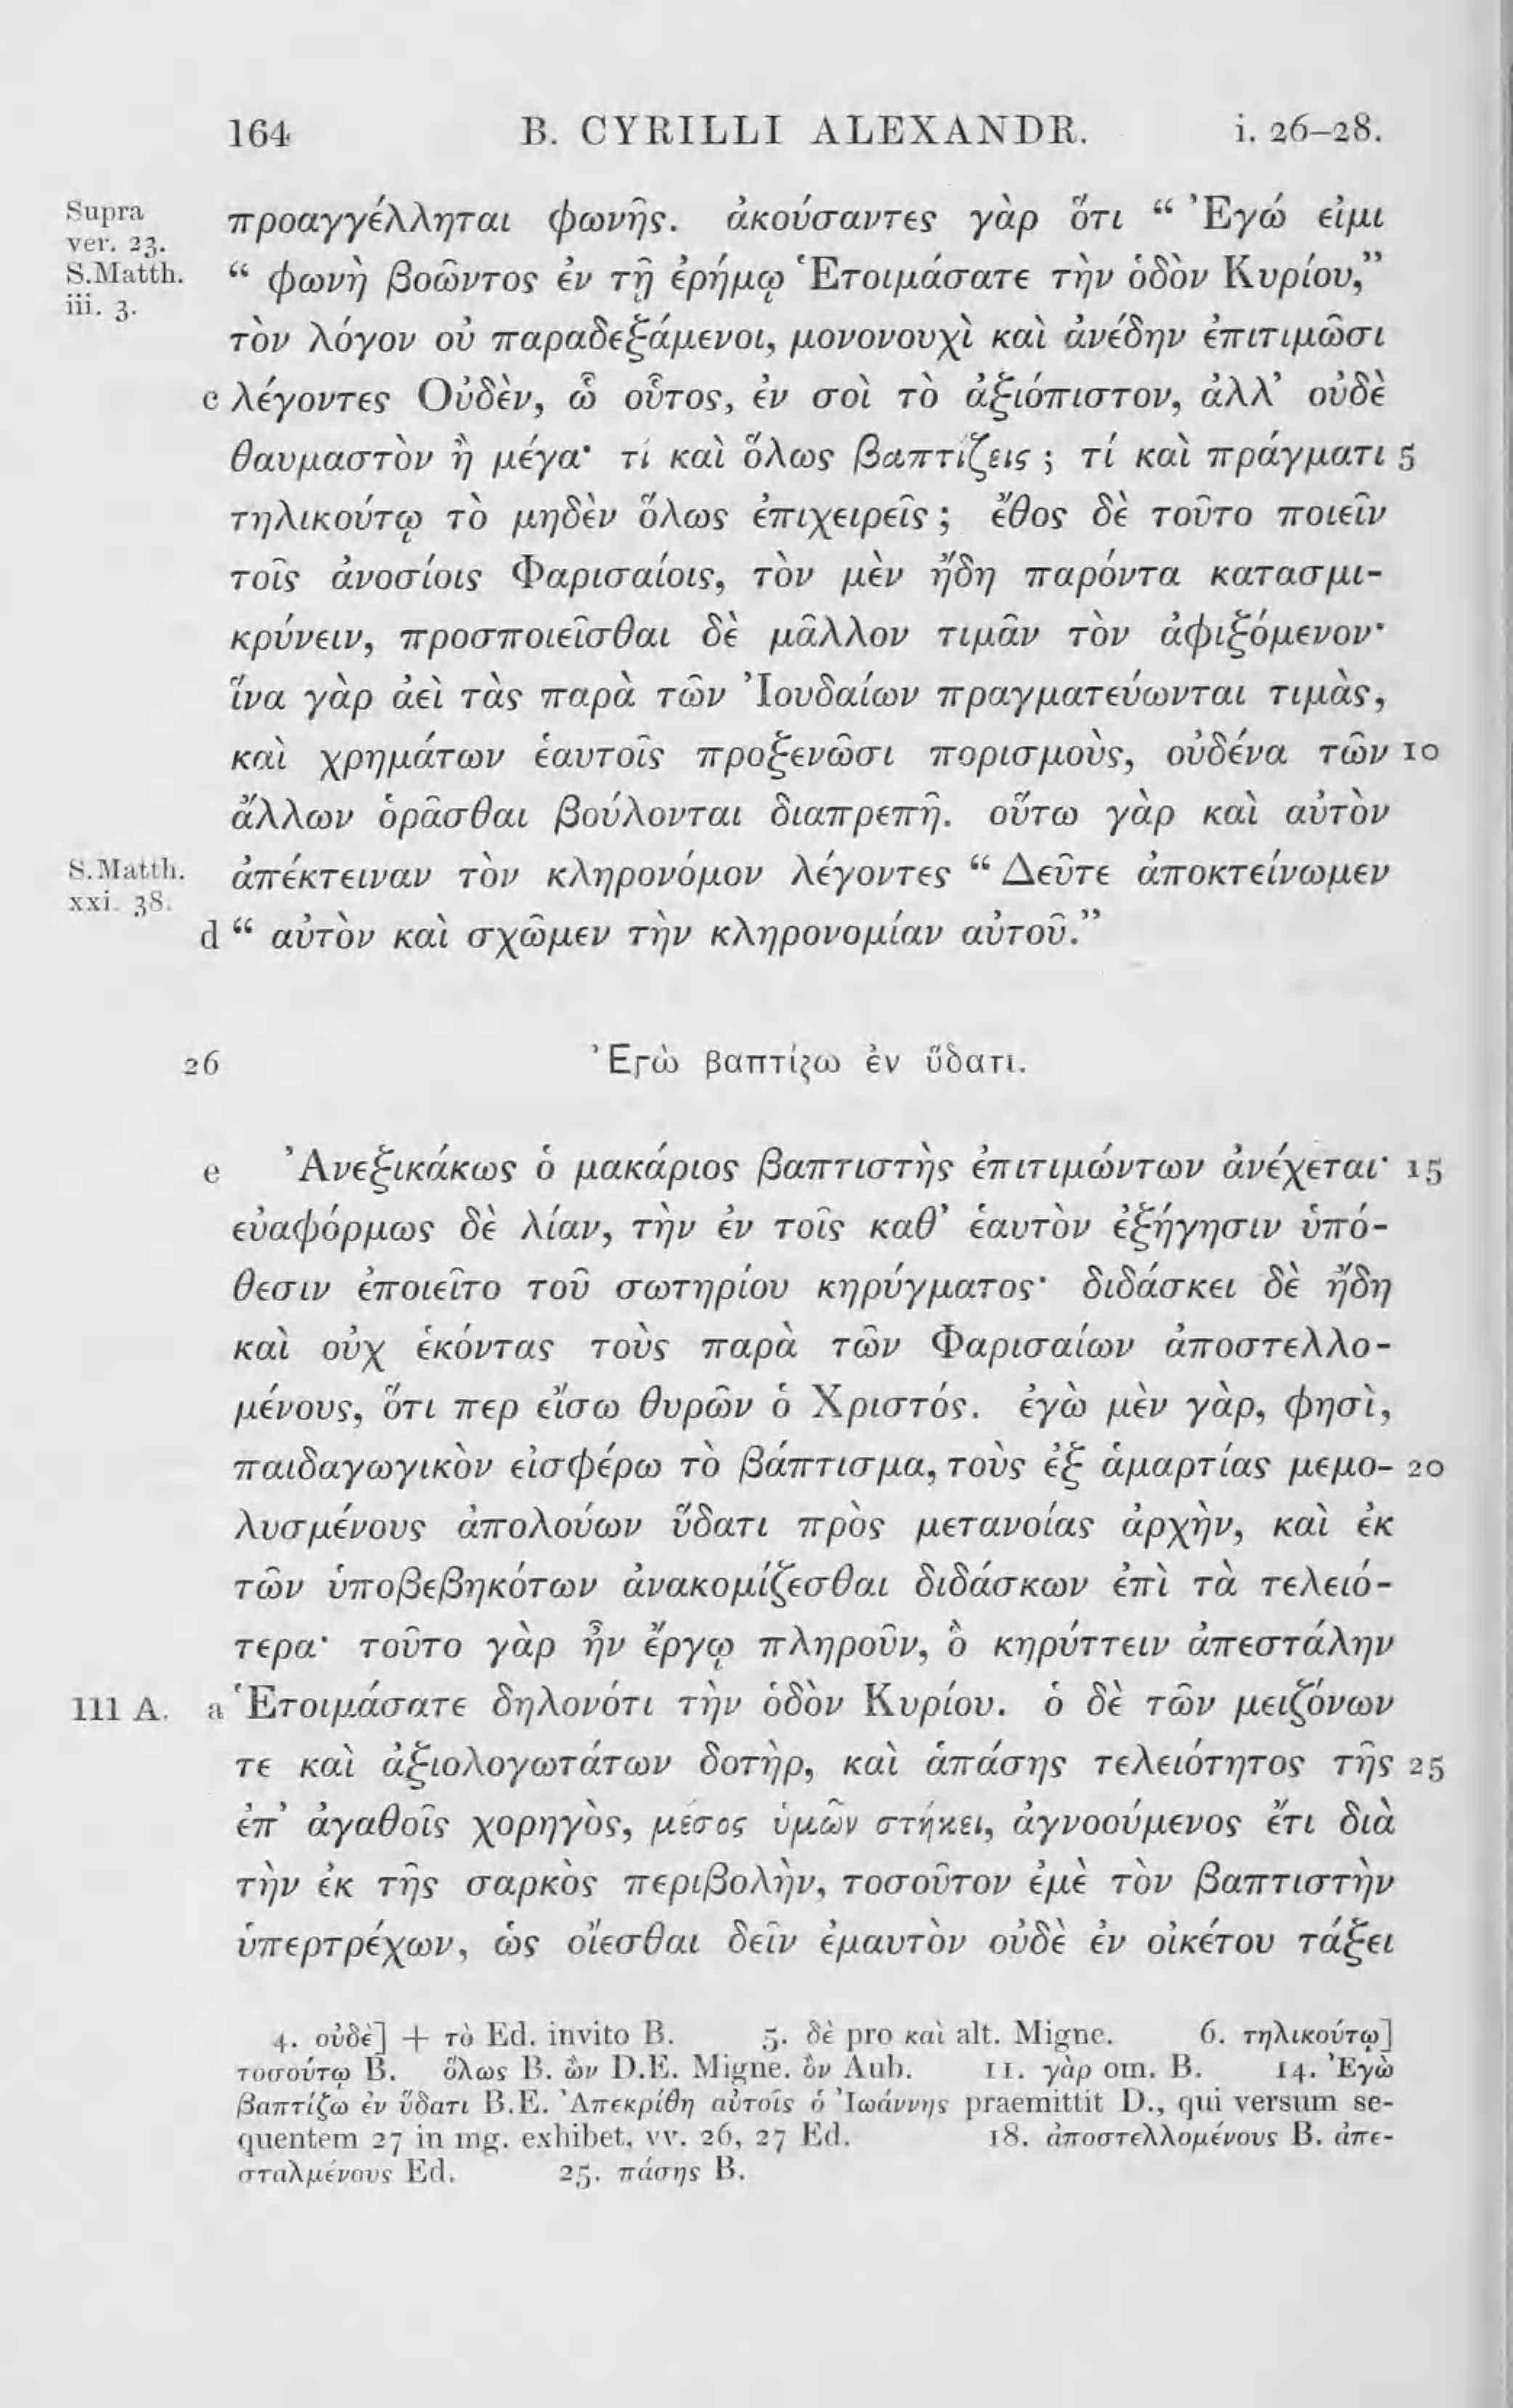 164 B. CYRILLI ALEXANDR. i. 26–28.
Supra
ver. 23.
S.Matth.
iii. 3.
προαγγέλληται φωνῆς. ἀκούσαντες γὰρ ὅτι “ Ἐγώ εἰμι
“ φωνὴ βοῶντος ἐν τῇ ἐρήμῳ Ἑτοιμάσατε τὴν ὁδὸν Κυρίου,”
τὸν λόγον οὐ παραδεξάμενοι, μονονουχὶ καὶ ἀνέδην ἐπιτιμῶσι
c λέγοντες Οὐδὲν, ὦ οὗτος, ἐν σοὶ τὸ ἀξιόπιστον, ἀλλ’ οὐδὲ
θαυμαστὸν ἢ μέγα· τί καὶ ὅλως βαπτίζεις ; τί καὶ πράγματι 5
τηλικούτῳ τὸ μηδὲν ὅλως ἐπιχειρεῖς ; ἔθος δὲ τοῦτο ποιεῖν
τοῖς ἀνοσίοις Φαρισαίοις, τὸν μὲν ἤδη παρόντα κατασμι-
κρύνειν, προσποιεῖσθαι δὲ μᾶλλον τιμᾶν τὸν ἀφιξόμενον·
ἵνα γὰρ ἀεὶ τὰς παρὰ τῶν Ἰουδαίων πραγματεύωνται τιμὰς,
καὶ χρημάτων ἑαυτοῖς προξενῶσι πορισμοὺς, οὐδένα τῶν 10
ἄλλων ὁρᾶσθαι βούλονται διαπρεπῆ. οὕτω γὰρ καὶ αὐτὸν
S.Matth.
xxi. 38.
ἀπέκτειναν τὸν κληρονόμον λέγοντες “ Δεῦτε ἀποκτείνωμεν
d “ αὐτὸν καὶ σχῶμεν τὴν κληρονομίαν αὐτοῦ.”
26 Ἐγὼ βαπτίζω ἐν ὕδατι.
e Ἀνεξικάκως ὁ μακάριος βαπτιστὴς ἐπιτιμώντων ἀνέχεται· 15
εὐαφόρμως δὲ λίαν, τὴν ἐν τοῖς καθ’ ἑαυτὸν ἐξήγησιν ὑπό-
θεσιν ἐποιεῖτο τοῦ σωτηρίου κηρύγματος· διδάσκει δὲ ἤδη
καὶ οὐχ ἑκόντας τοὺς παρὰ τῶν Φαρισαίων ἀποστελλο-
μένους, ὅτι περ εἴσω θυρῶν ὁ Χριστός. ἐγὼ μὲν γὰρ, φησὶ,
παιδαγωγικὸν εἰσφέρω τὸ βάπτισμα, τοὺς ἐξ ἁμαρτίας μεμο- 20
λυσμένους ἀπολούων ὕδατι πρὸς μετανοίας ἀρχὴν, καὶ ἐκ
τῶν ὑποβεβηκότων ἀνακομίζεσθαι διδάσκων ἐπὶ τὰ τελειό-
τερα· τοῦτο γὰρ ἦν ἔργῳ πληροῦν, ὃ κηρύττειν ἀπεστάλην
111 A. a Ἑτοιμάσατε δηλονότι τὴν ὁδὸν Κυρίου. ὁ δὲ τῶν μειζόνων
τε καὶ ἀξιολογωτάτων δοτὴρ, καὶ ἁπάσης τελειότητος τῆς 25
ἐπ’ ἀγαθοῖς χορηγὸς, μέσος ὑμῶν στήκει, ἀγνοούμενος ἔτι διὰ
τὴν ἐκ τῆς σαρκὸς περιβολὴν, τοσοῦτον ἐμὲ τὸν βαπτιστὴν
ὑπερτρέχων, ὡς οἴεσθαι δεῖν ἐμαυτὸν οὐδὲ ἐν οἰκέτου τάξει
4. οὐδὲ] + τὸ Ed. invito B. 5. δὲ pro καὶ alt. Migne. 6. τηλικούτῳ]
τοσούτῳ B. ὅλως B. ὢν D.E. Migne. ὃν Aub. 11. γὰρ om. B. 14. Ἐγὼ
βαπτίζω ἐν ὕδατι B.E. Ἀπεκρίθη αὐτοῖς ὁ Ἰωάννης praemittit D., qui versum se-
quentem 27 in mg. exhibet, vv. 26, 27 Ed. 18. ἀποστελλομένους B. ἀπε-
σταλμένους Ed. 25. πάσης B.